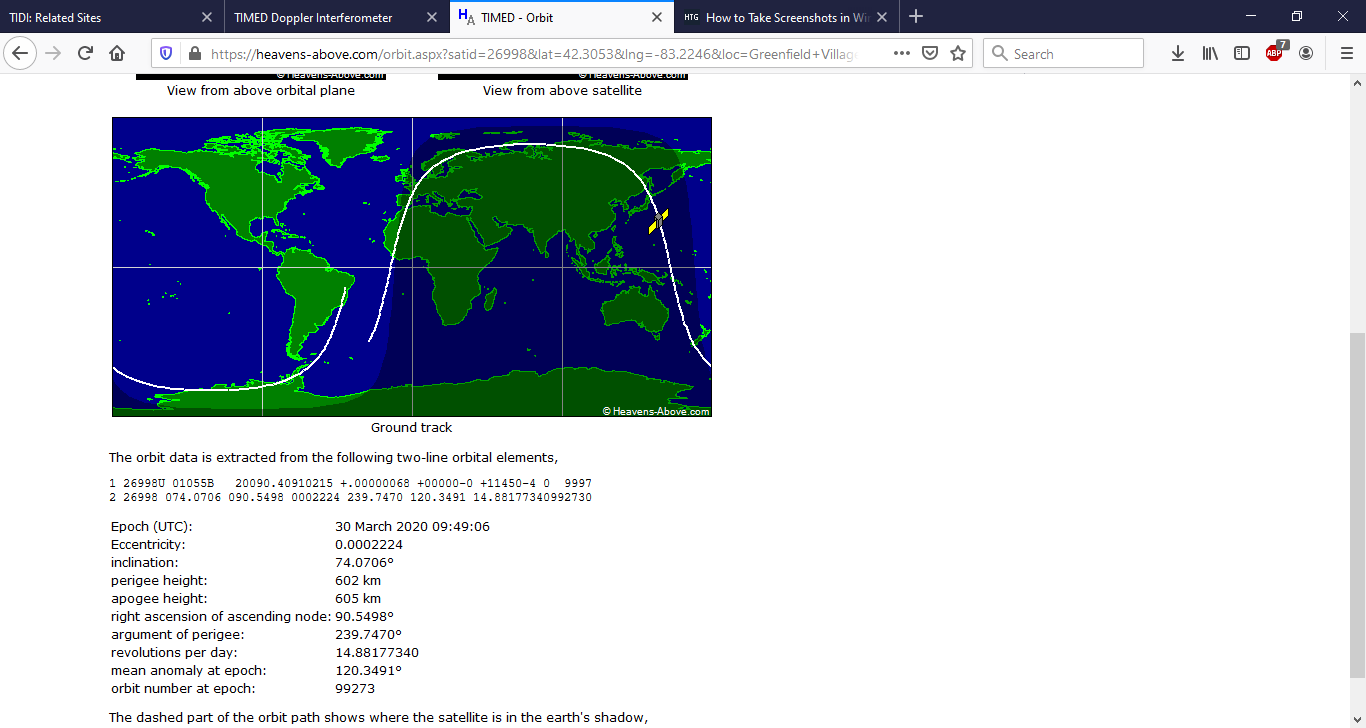 TIDI: Related Sites
TIMED Doppler Interferometer
HA TIMED - Orbit
HTG How to Take Screenshots in Win
https://heavens-above.com/orbit.aspx?satid=26998&lat=42.3053&lng=-83.2246&loc=Greenfield+Villag
Search
ABP 7
© Heavens-Above.com
© Heavens-Above.com
View from above orbital plane
View from above satellite
© Heavens-Above.com
Ground track
The orbit data is extracted from the following two-line orbital elements,
1 26998U 01055B   20090.40910215 +.00000068 +00000-0 +11450-4 0  9997
2 26998 074.0706 090.5498 0002224 239.7470 120.3491 14.88177340992730
Epoch (UTC): 30 March 2020 09:49:06
Eccentricity: 0.0002224
inclination: 74.0706°
perigee height: 602 km
apogee height: 605 km
right ascension of ascending node: 90.5498°
argument of perigee: 239.7470°
revolutions per day: 14.88177340
mean anomaly at epoch: 120.3491°
orbit number at epoch: 99273
The dashed part of the orbit path shows where the satellite is in the earth's shadow,